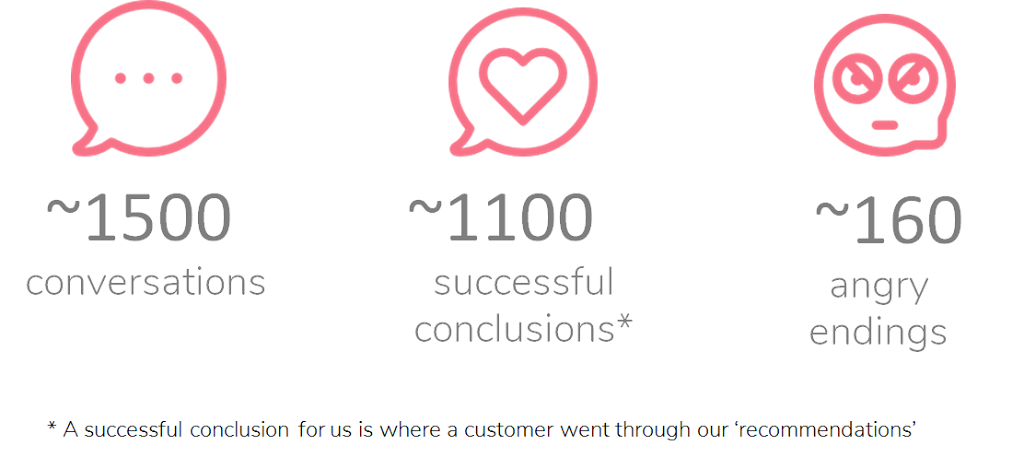 ~1500
conversations
~1100
successful
conclusions*
~160
angry
endings
* A successful conclusion for us is where a customer went through our ‘recommendations’